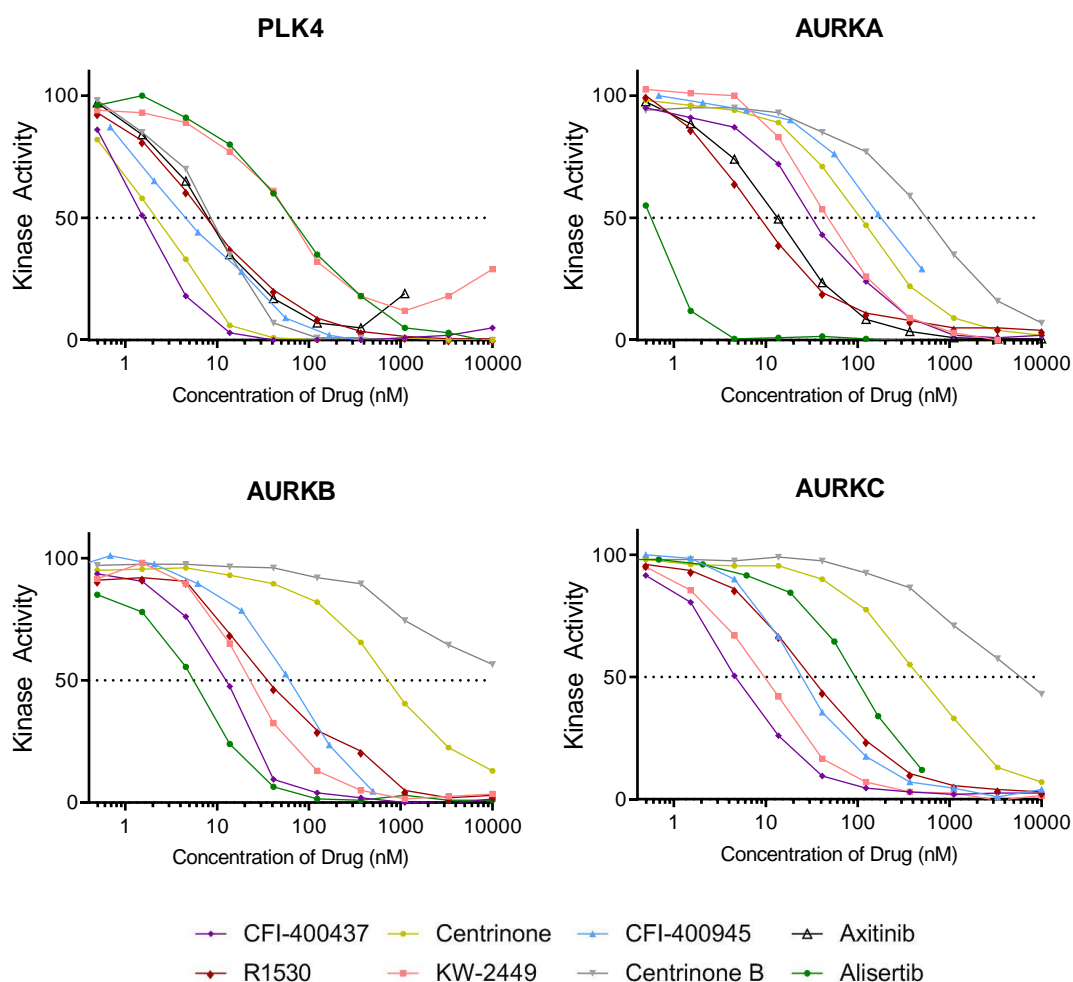 PLK4
AURKA
Kinase Activity
100
50
0
1
10
100
1000
10000
Concentration of Drug (nM)
Kinase Activity
100
50
0
1
10
100
1000
10000
Concentration of Drug (nM)
AURKB
AURKC
Kinase Activity
100
50
0
1
10
100
1000
10000
Concentration of Drug (nM)
Kinase Activity
100
50
0
1
10
100
1000
10000
Concentration of Drug (nM)
CFI-400437
Centrinone
CFI-400945
Axitinib
R1530
KW-2449
Centrinone B
Alisertib